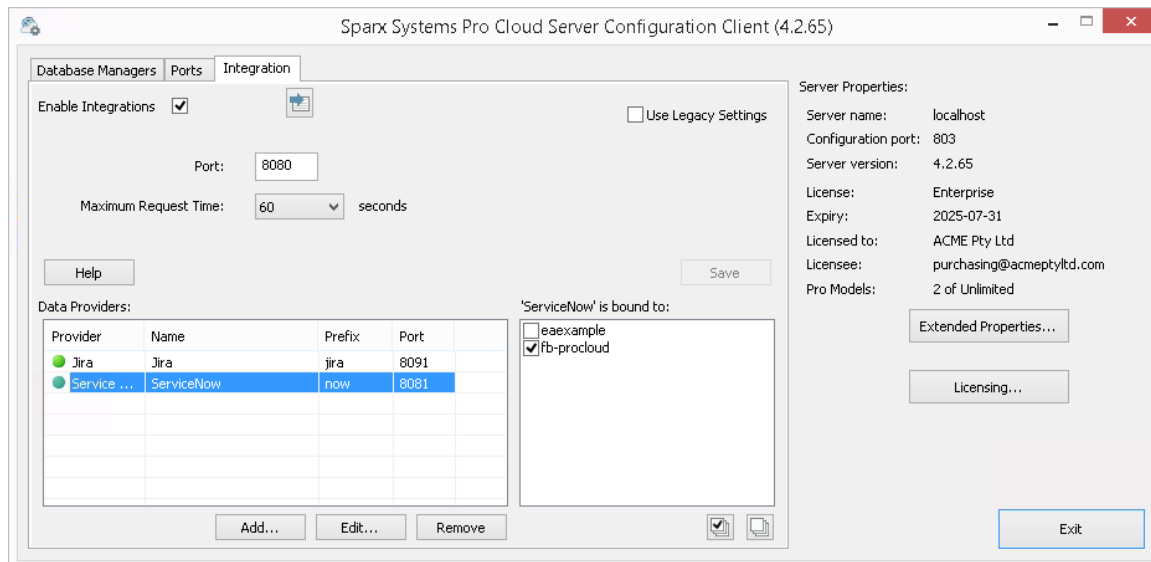 Sparx Systems Pro Cloud Server Configuration Client (4.2.65)
Database Managers Ports Integration
Enable Integrations
Use Legacy Settings
Port: 8080
Maximum Request Time: 60 seconds
Help
Save
Data Providers:
Provider Name Prefix Port
Jira Jira jira 8091
Service ... ServiceNow now 8081
Add... Edit... Remove
'ServiceNow' is bound to:
eaexample
fb-procloud
Server Properties:
Server name: localhost
Configuration port: 803
Server version: 4.2.65
License: Enterprise
Expiry: 2025-07-31
Licensed to: ACME Pty Ltd
Licensee: purchasing@acmeptyltd.com
Pro Models: 2 of Unlimited
Extended Properties...
Licensing...
Exit